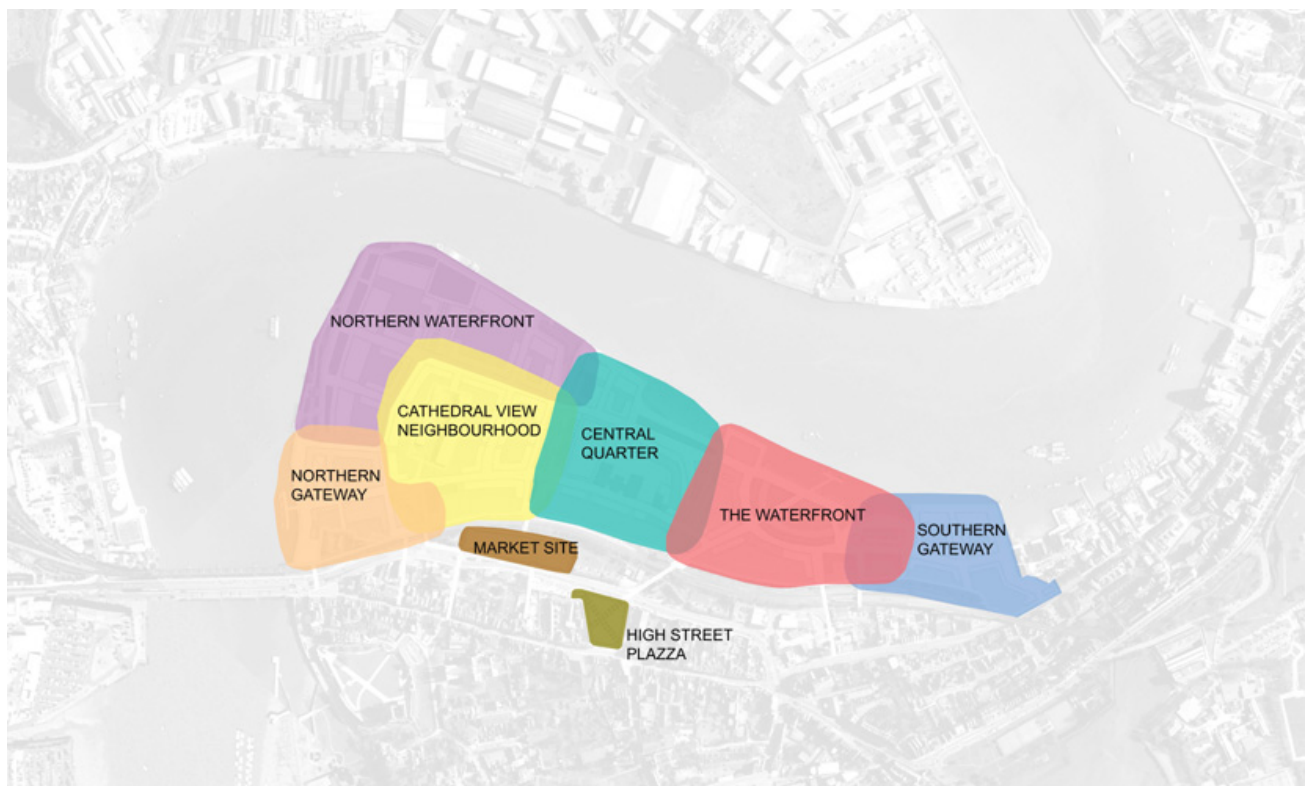 NORTHERN WATERFRONT
CATHEDRAL VIEW
NEIGHBOURHOOD
CENTRAL
QUARTER
NORTHERN
GATEWAY
THE WATERFRONT
SOUTHERN
GATEWAY
MARKET SITE
HIGH STREET
PLAZZA